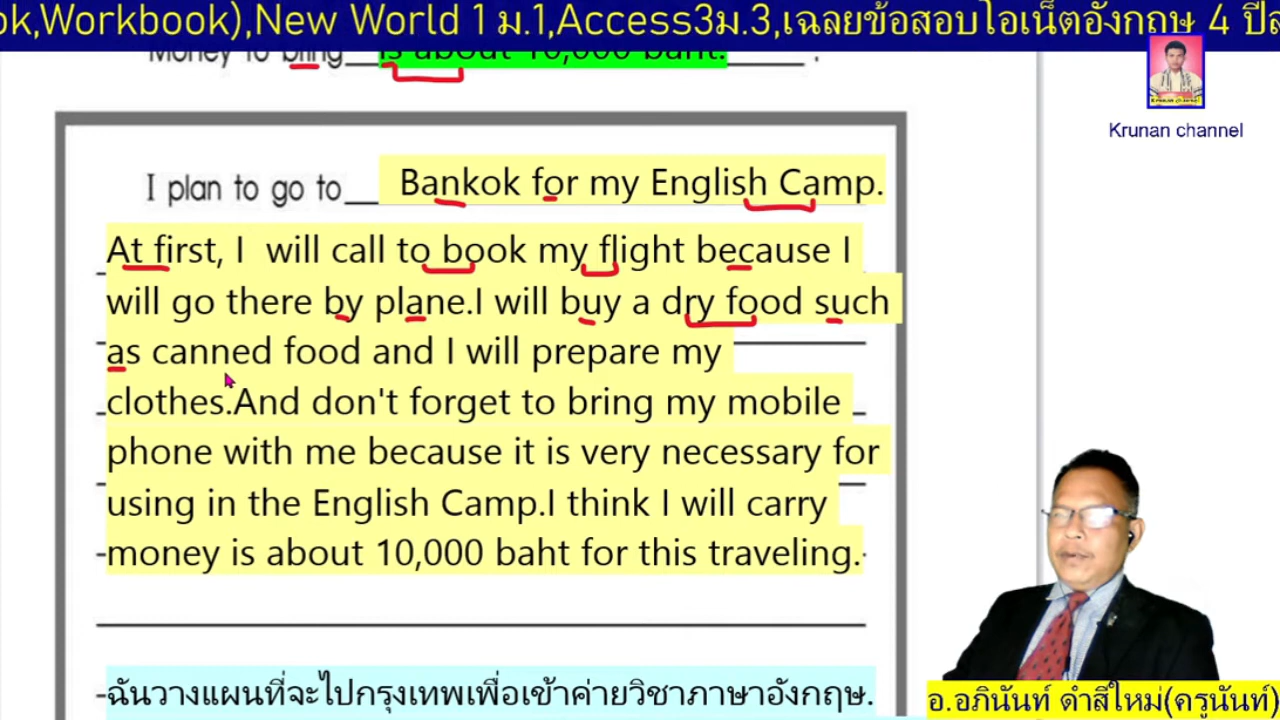 ok,Workbook),New World 1 ม.1,Access3ม.3,เฉลยข้อสอบโอเน็ตอังกฤษ 4 ปี
Money to bring__is about 10,000 baht.____.
Krunan channel
I plan to go to__ Bankok for my English Camp.
At first, I will call to book my flight because I
will go there by plane.I will buy a dry food such
as canned food and I will prepare my
clothes.And don't forget to bring my mobile
phone with me because it is very necessary for
using in the English Camp.I think I will carry
money is about 10,000 baht for this traveling.
-ฉันวางแผนที่จะไปกรุงเทพเพื่อเข้าค่ายวิชาภาษาอังกฤษ.
อ.อภินันท์ ดำสีใหม่(ครูนันท์)